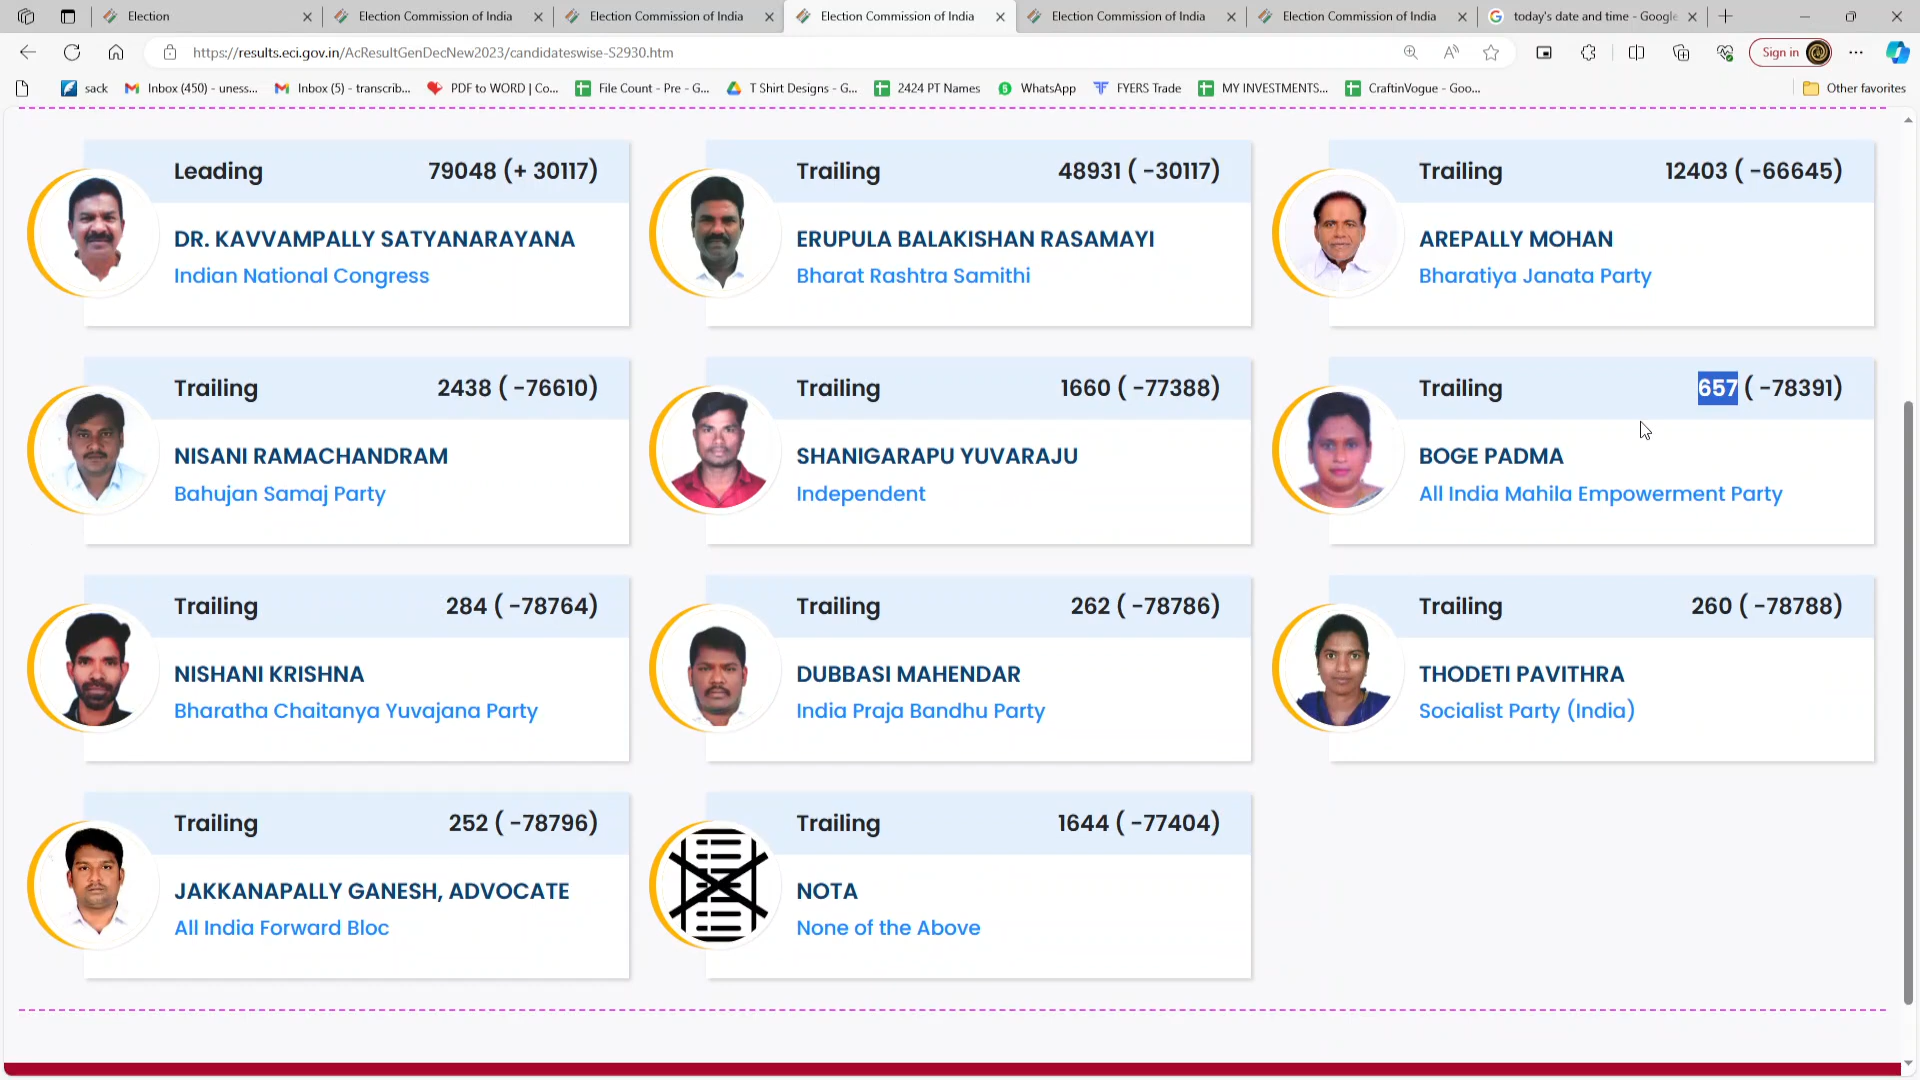 Election
Election Commission of India
Election Commission of India
Election Commission of India
Election Commission of India
Election Commission of India
today's date and time - Google
https://results.eci.gov.in/AcResultGenDecNew2023/candidateswise-S2930.htm
Sign in
sack
Inbox (450) - uness...
Inbox (5) - transcrib...
PDF to WORD | Co...
File Count - Pre - G...
T Shirt Designs - G...
2424 PT Names
WhatsApp
FYERS Trade
MY INVESTMENTS...
CraftinVogue - Goo...
Other favorites
Leading 79048 (+ 30117)
DR. KAVVAMPALLY SATYANARAYANA
Indian National Congress
Trailing 48931 ( -30117)
ERUPULA BALAKISHAN RASAMAYI
Bharat Rashtra Samithi
Trailing 12403 ( -66645)
AREPALLY MOHAN
Bharatiya Janata Party
Trailing 2438 ( -76610)
NISANI RAMACHANDRAM
Bahujan Samaj Party
Trailing 1660 ( -77388)
SHANIGARAPU YUVARAJU
Independent
Trailing 657 ( -78391)
BOGE PADMA
All India Mahila Empowerment Party
Trailing 284 ( -78764)
NISHANI KRISHNA
Bharatha Chaitanya Yuvajana Party
Trailing 262 ( -78786)
DUBBASI MAHENDAR
India Praja Bandhu Party
Trailing 260 ( -78788)
THODETI PAVITHRA
Socialist Party (India)
Trailing 252 ( -78796)
JAKKANAPALLY GANESH, ADVOCATE
All India Forward Bloc
Trailing 1644 ( -77404)
NOTA
None of the Above